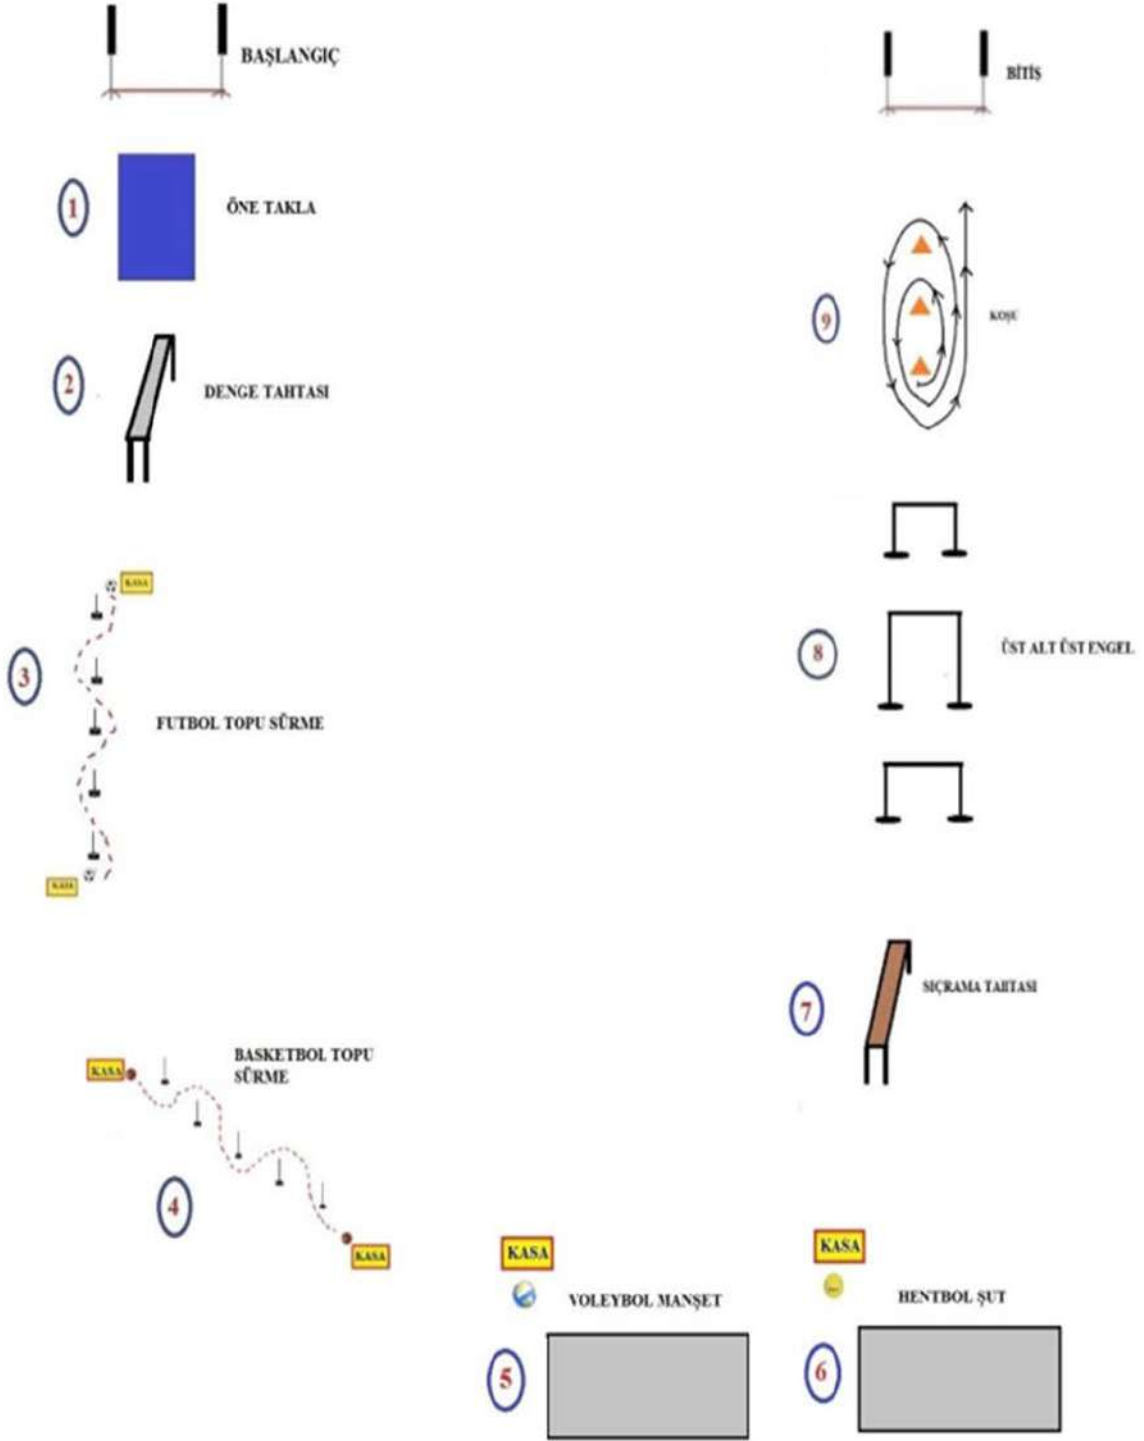 BAŞLANGIÇ
1
ÖNE TAKLA
2
DENGE TAHTASI
KASA
3
FUTBOL TOPU SÜRME
KASA
KASA
BASKETBOL TOPU
SÜRME
4
KASA
KASA
VOLEYBOL MANŞET
5
KASA
HENTBOL ŞUT
6
7
SIÇRAMA TAHTASI
8
ÜST ALT ÜST ENGEL
9
KOŞU
BİTİŞ